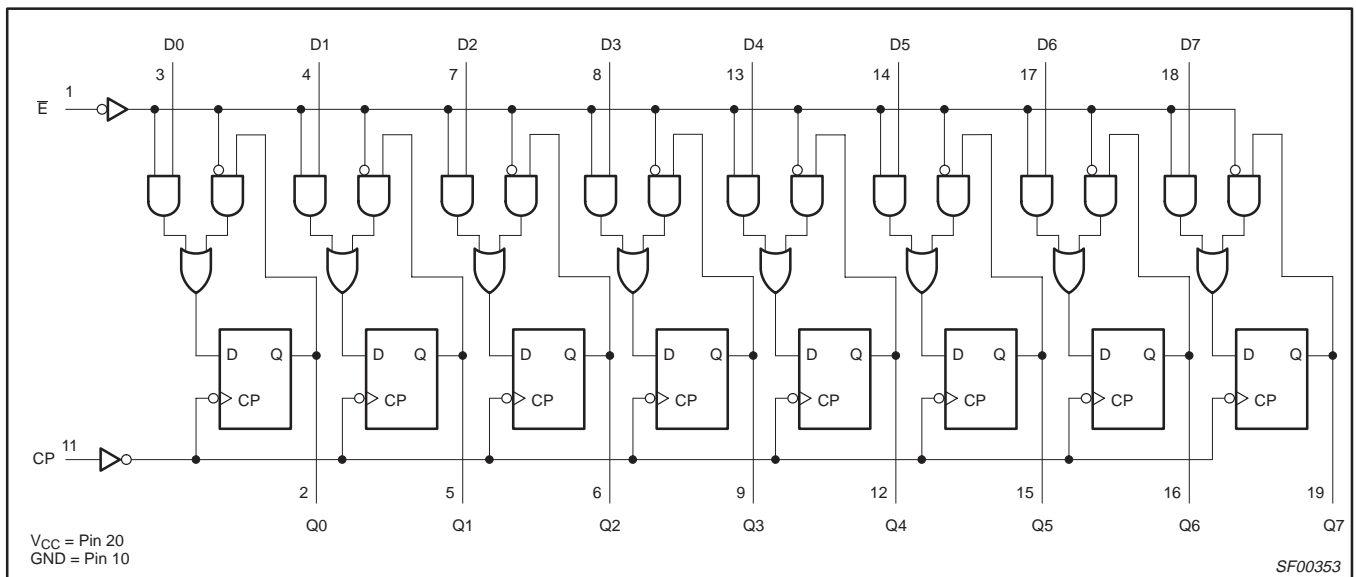 D0 D1 D2 D3 D4 D5 D6 D7
3 4 7 8 13 14 17 18
1
E̅
D Q D Q D Q D Q D Q D Q D Q D Q
CP CP CP CP CP CP CP CP
11
CP
2 5 6 9 12 15 16 19
Q0 Q1 Q2 Q3 Q4 Q5 Q6 Q7
VCC = Pin 20
GND = Pin 10
SF00353